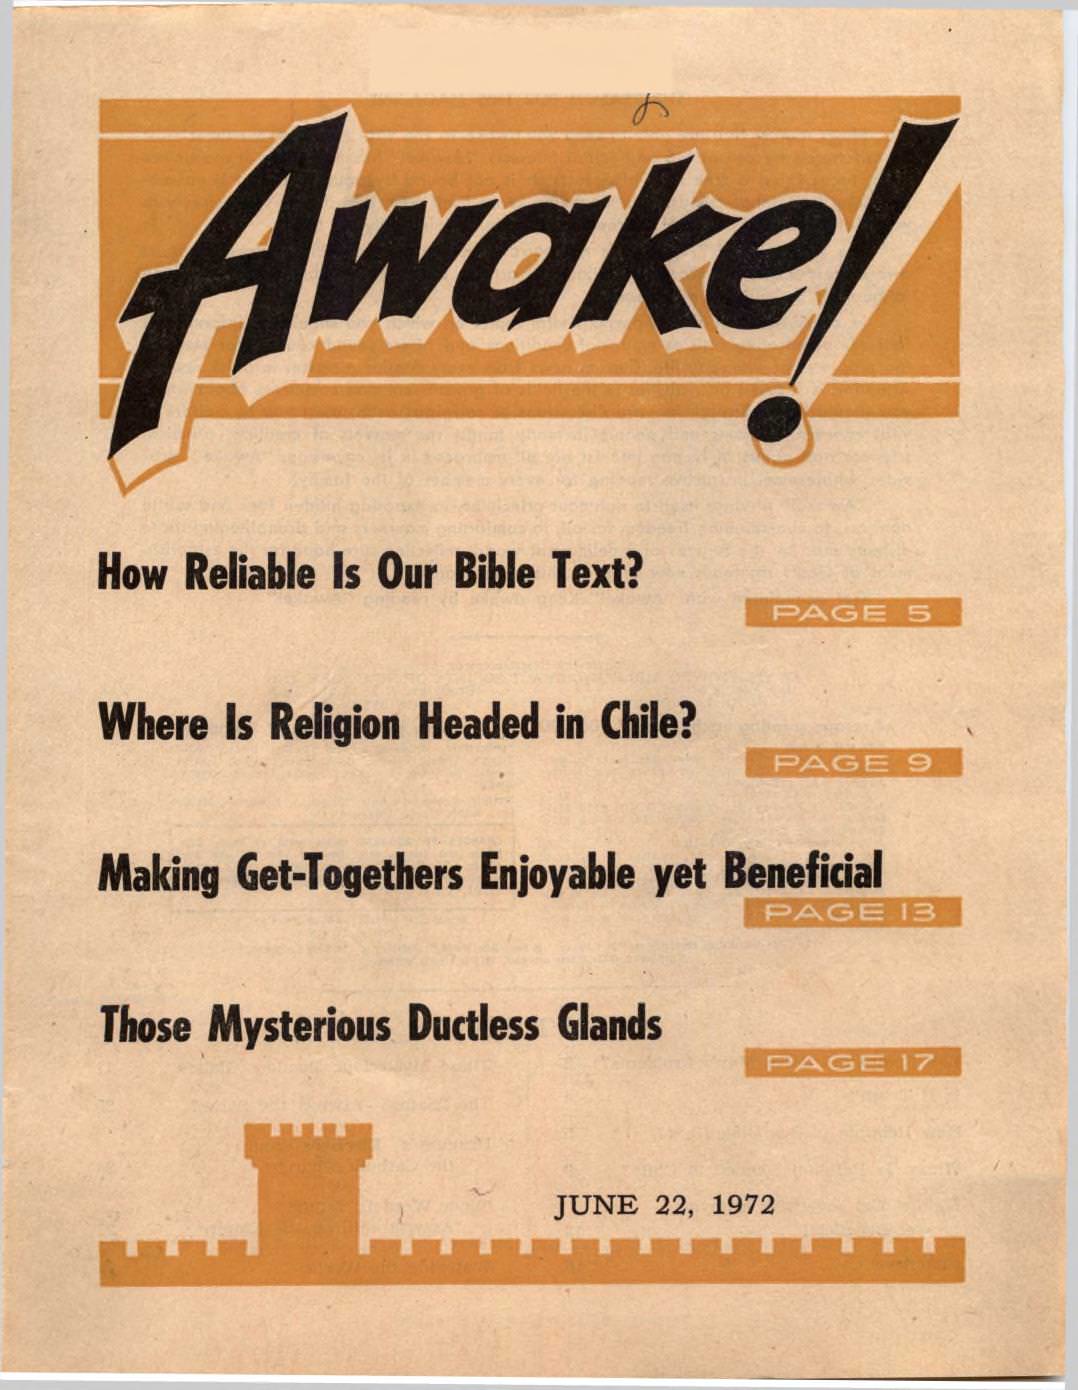 Awake!
How Reliable Is Our Bible Text?
PAGE 5
Where Is Religion Headed in Chile?
PAGE 9
Making Get-Togethers Enjoyable yet Beneficial
PAGE 13
Those Mysterious Ductless Glands
PAGE 17
JUNE 22, 1972